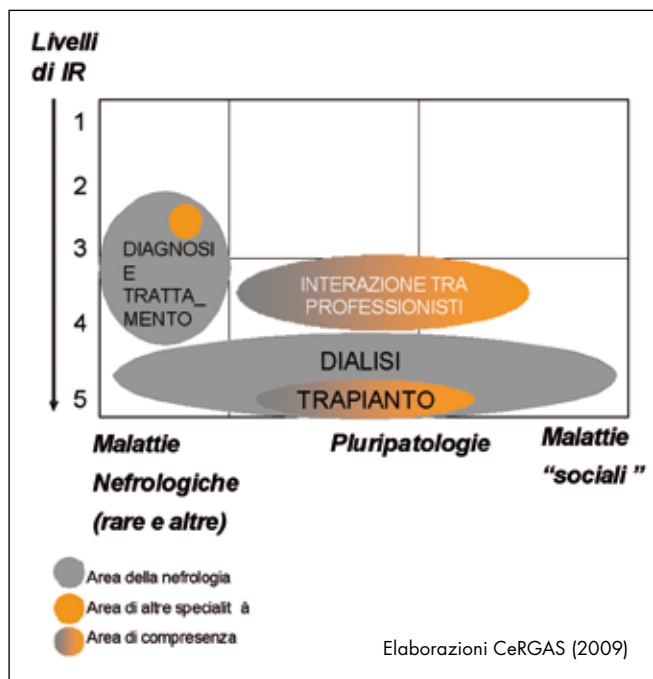 Livelli
di IR
1
2
3
4
5
DIAGNOSI
E
TRATTA_
MENTO
INTERAZIONE TRA
PROFESSIONISTI
DIALISI
TRAPIANTO
Malattie
Nefrologiche
(rare e altre)
Pluripatologie
Malattie
“sociali ”
Area della nefrologia
Area di altre specialit à
Area di compresenza
Elaborazioni CeRGAS (2009)